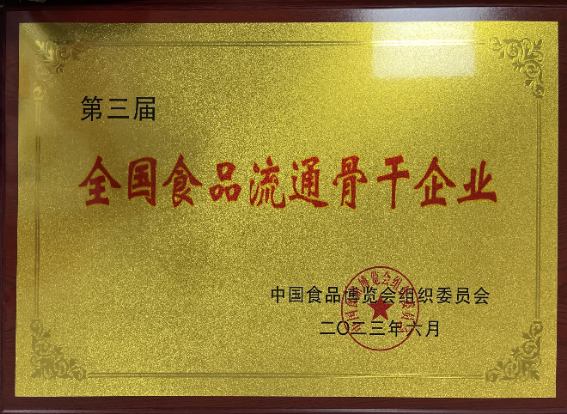 第三届
全国食品流通骨干企业
中国食品博览会组织委员会
二〇二三年六月